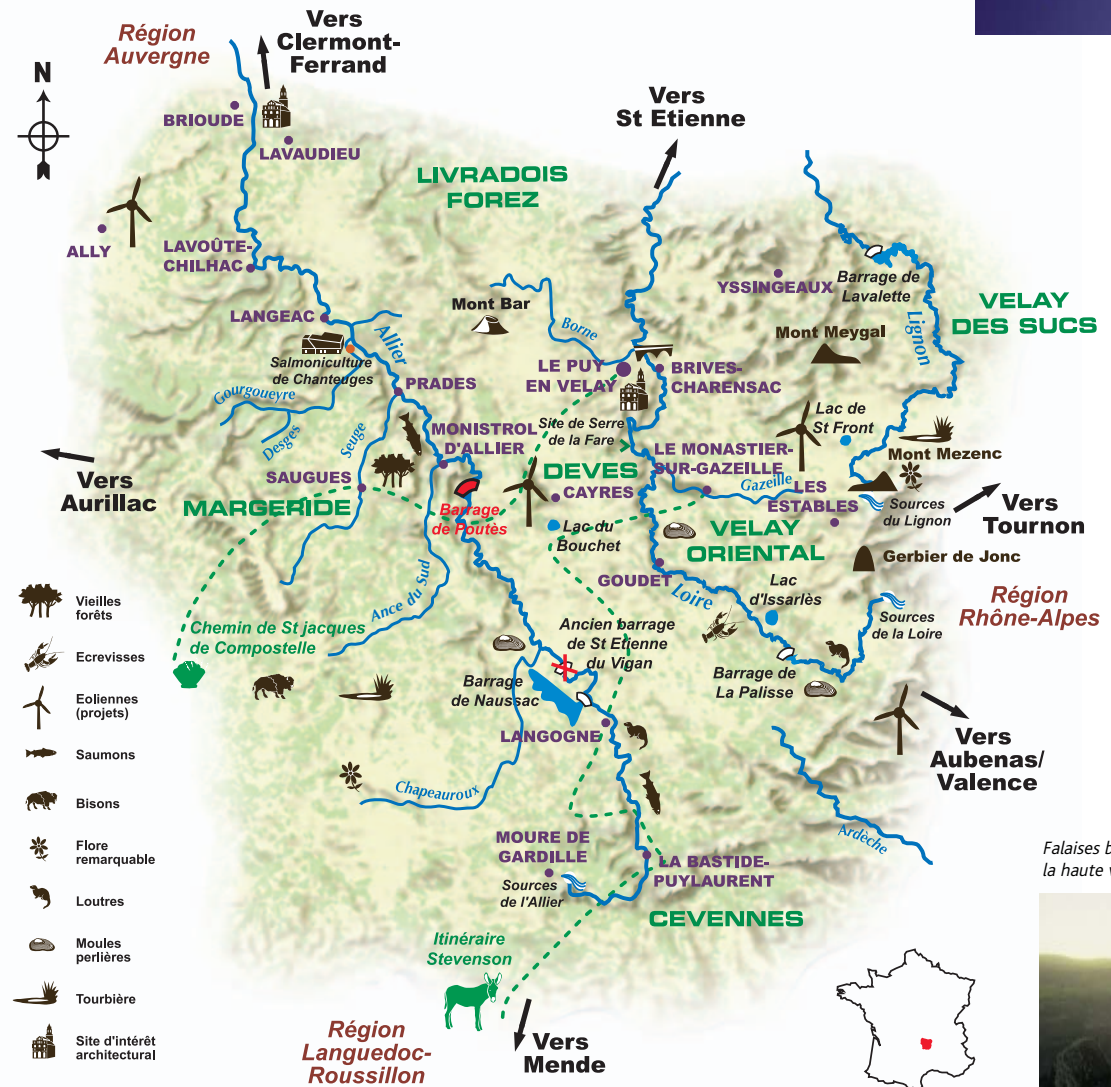 Région
Auvergne
Vers
Clermont-
Ferrand
N
BRIOUDE
LAVAUDIEU
Vers
St Etienne
LIVRADOIS
FOREZ
ALLY
LAVOÛTE-
CHILHAC
LANGEAC
Allier
Mont Bar
Borne
YSSINGEAUX
Barrage de
Lavalette
Lignon
VELAY
DES SUCS
Mont Meygal
Salmoniculture
de Chanteuges
Gourgoueyre
Desges
Seuge
PRADES
LE PUY
EN VELAY
BRIVES-
CHARENSAC
Site de Serre
de la Fare
Lac de
St Front
Mont Mezenc
MONISTROL
D'ALLIER
LE MONASTIER-
SUR-GAZEILLE
Gazeille
LES
ESTABLES
Sources
du Lignon
Vers
Aurillac
SAUGUES
MARGERIDE
Barrage
de Poutès
DEVES
CAYRES
Lac du
Bouchet
VELAY
ORIENTAL
Vers
Tournon
Gerbier de Jonc
GOUDET
Loire
Lac
d'Issarlès
Sources
de la Loire
Région
Rhône-Alpes
Ance du Sud
Chemin de St jacques
de Compostelle
Ancien barrage
de St Etienne
du Vigan
Barrage
de Naussac
Barrage de
La Palisse
LANGOGNE
Vers
Aubenas/
Valence
Chapeauroux
Ardèche
MOURE DE
GARDILLE
Sources
de l'Allier
LA BASTIDE-
PUYLAURENT
CEVENNES
Itinéraire
Stevenson
Région
Languedoc-
Roussillon
Vers
Mende
Vieilles
forêts
Ecrevisses
Eoliennes
(projets)
Saumons
Bisons
Flore
remarquable
Loutres
Moules
perlières
Tourbière
Site d'intérêt
architectural
Falaises b
la haute v